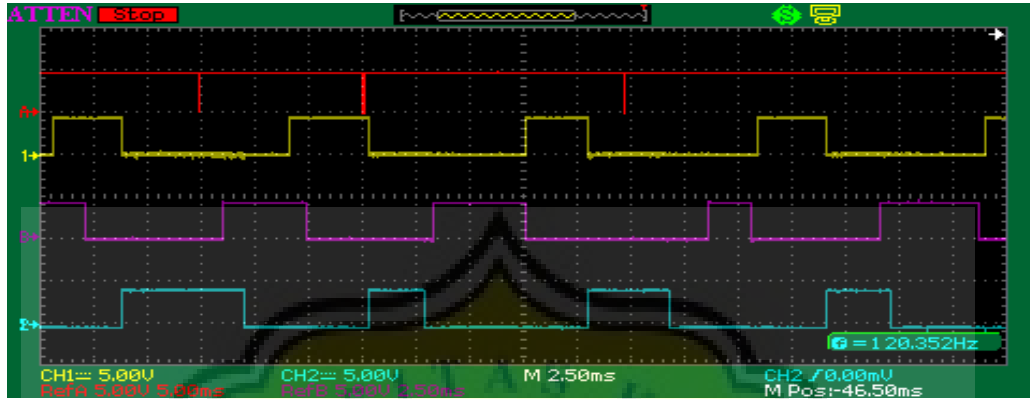 ATTEN Stop
A
1
B
2
f=120.352Hz
CH1 5.00V CH2 5.00V M 2.50ms CH2 0.00mV
RefA 5.00V 5.00ms RefB 5.00V 2.50ms M Pos:-46.50ms